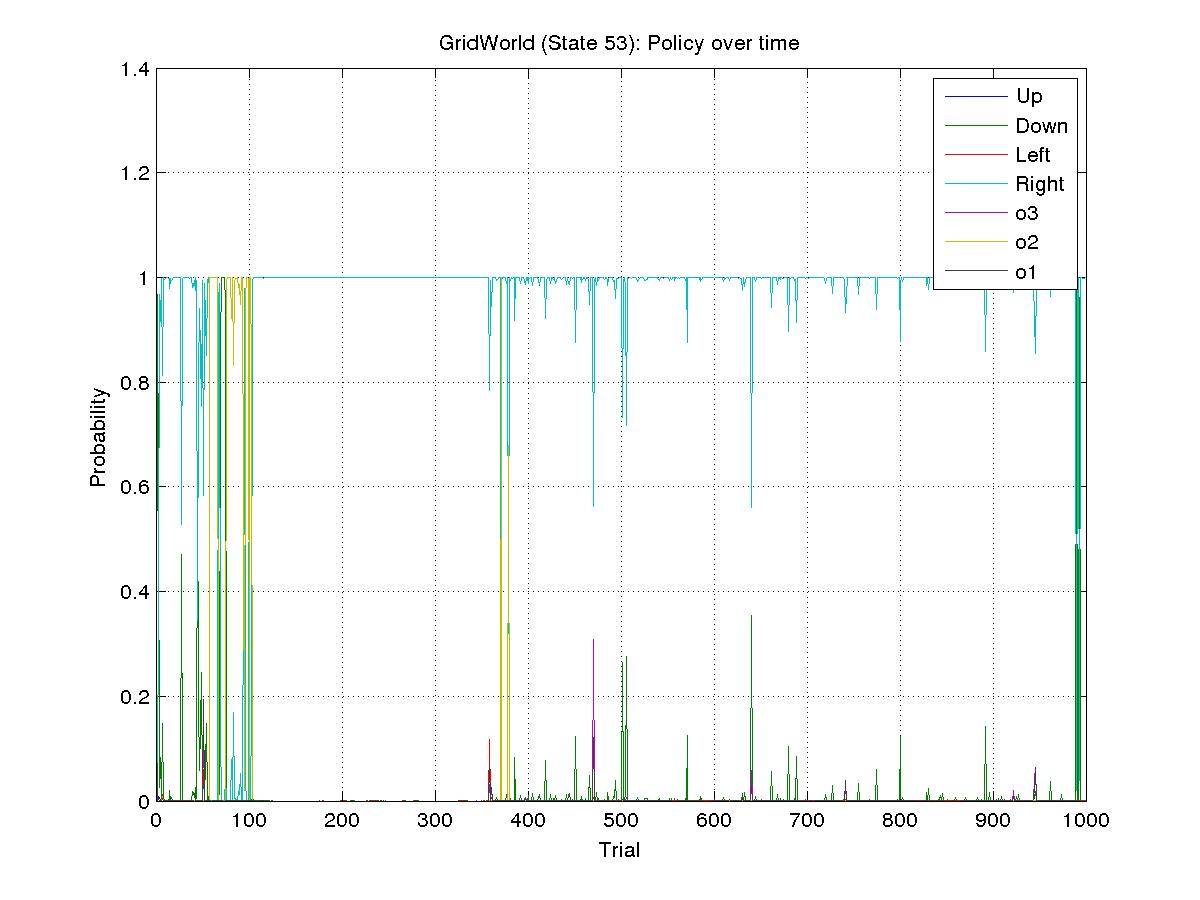 GridWorld (State 53): Policy over time
1.4
1.2
1
0.8
0.6
0.4
0.2
0
Probability
Up
Down
Left
Right
o3
o2
o1
0 100 200 300 400 500 600 700 800 900 1000
Trial